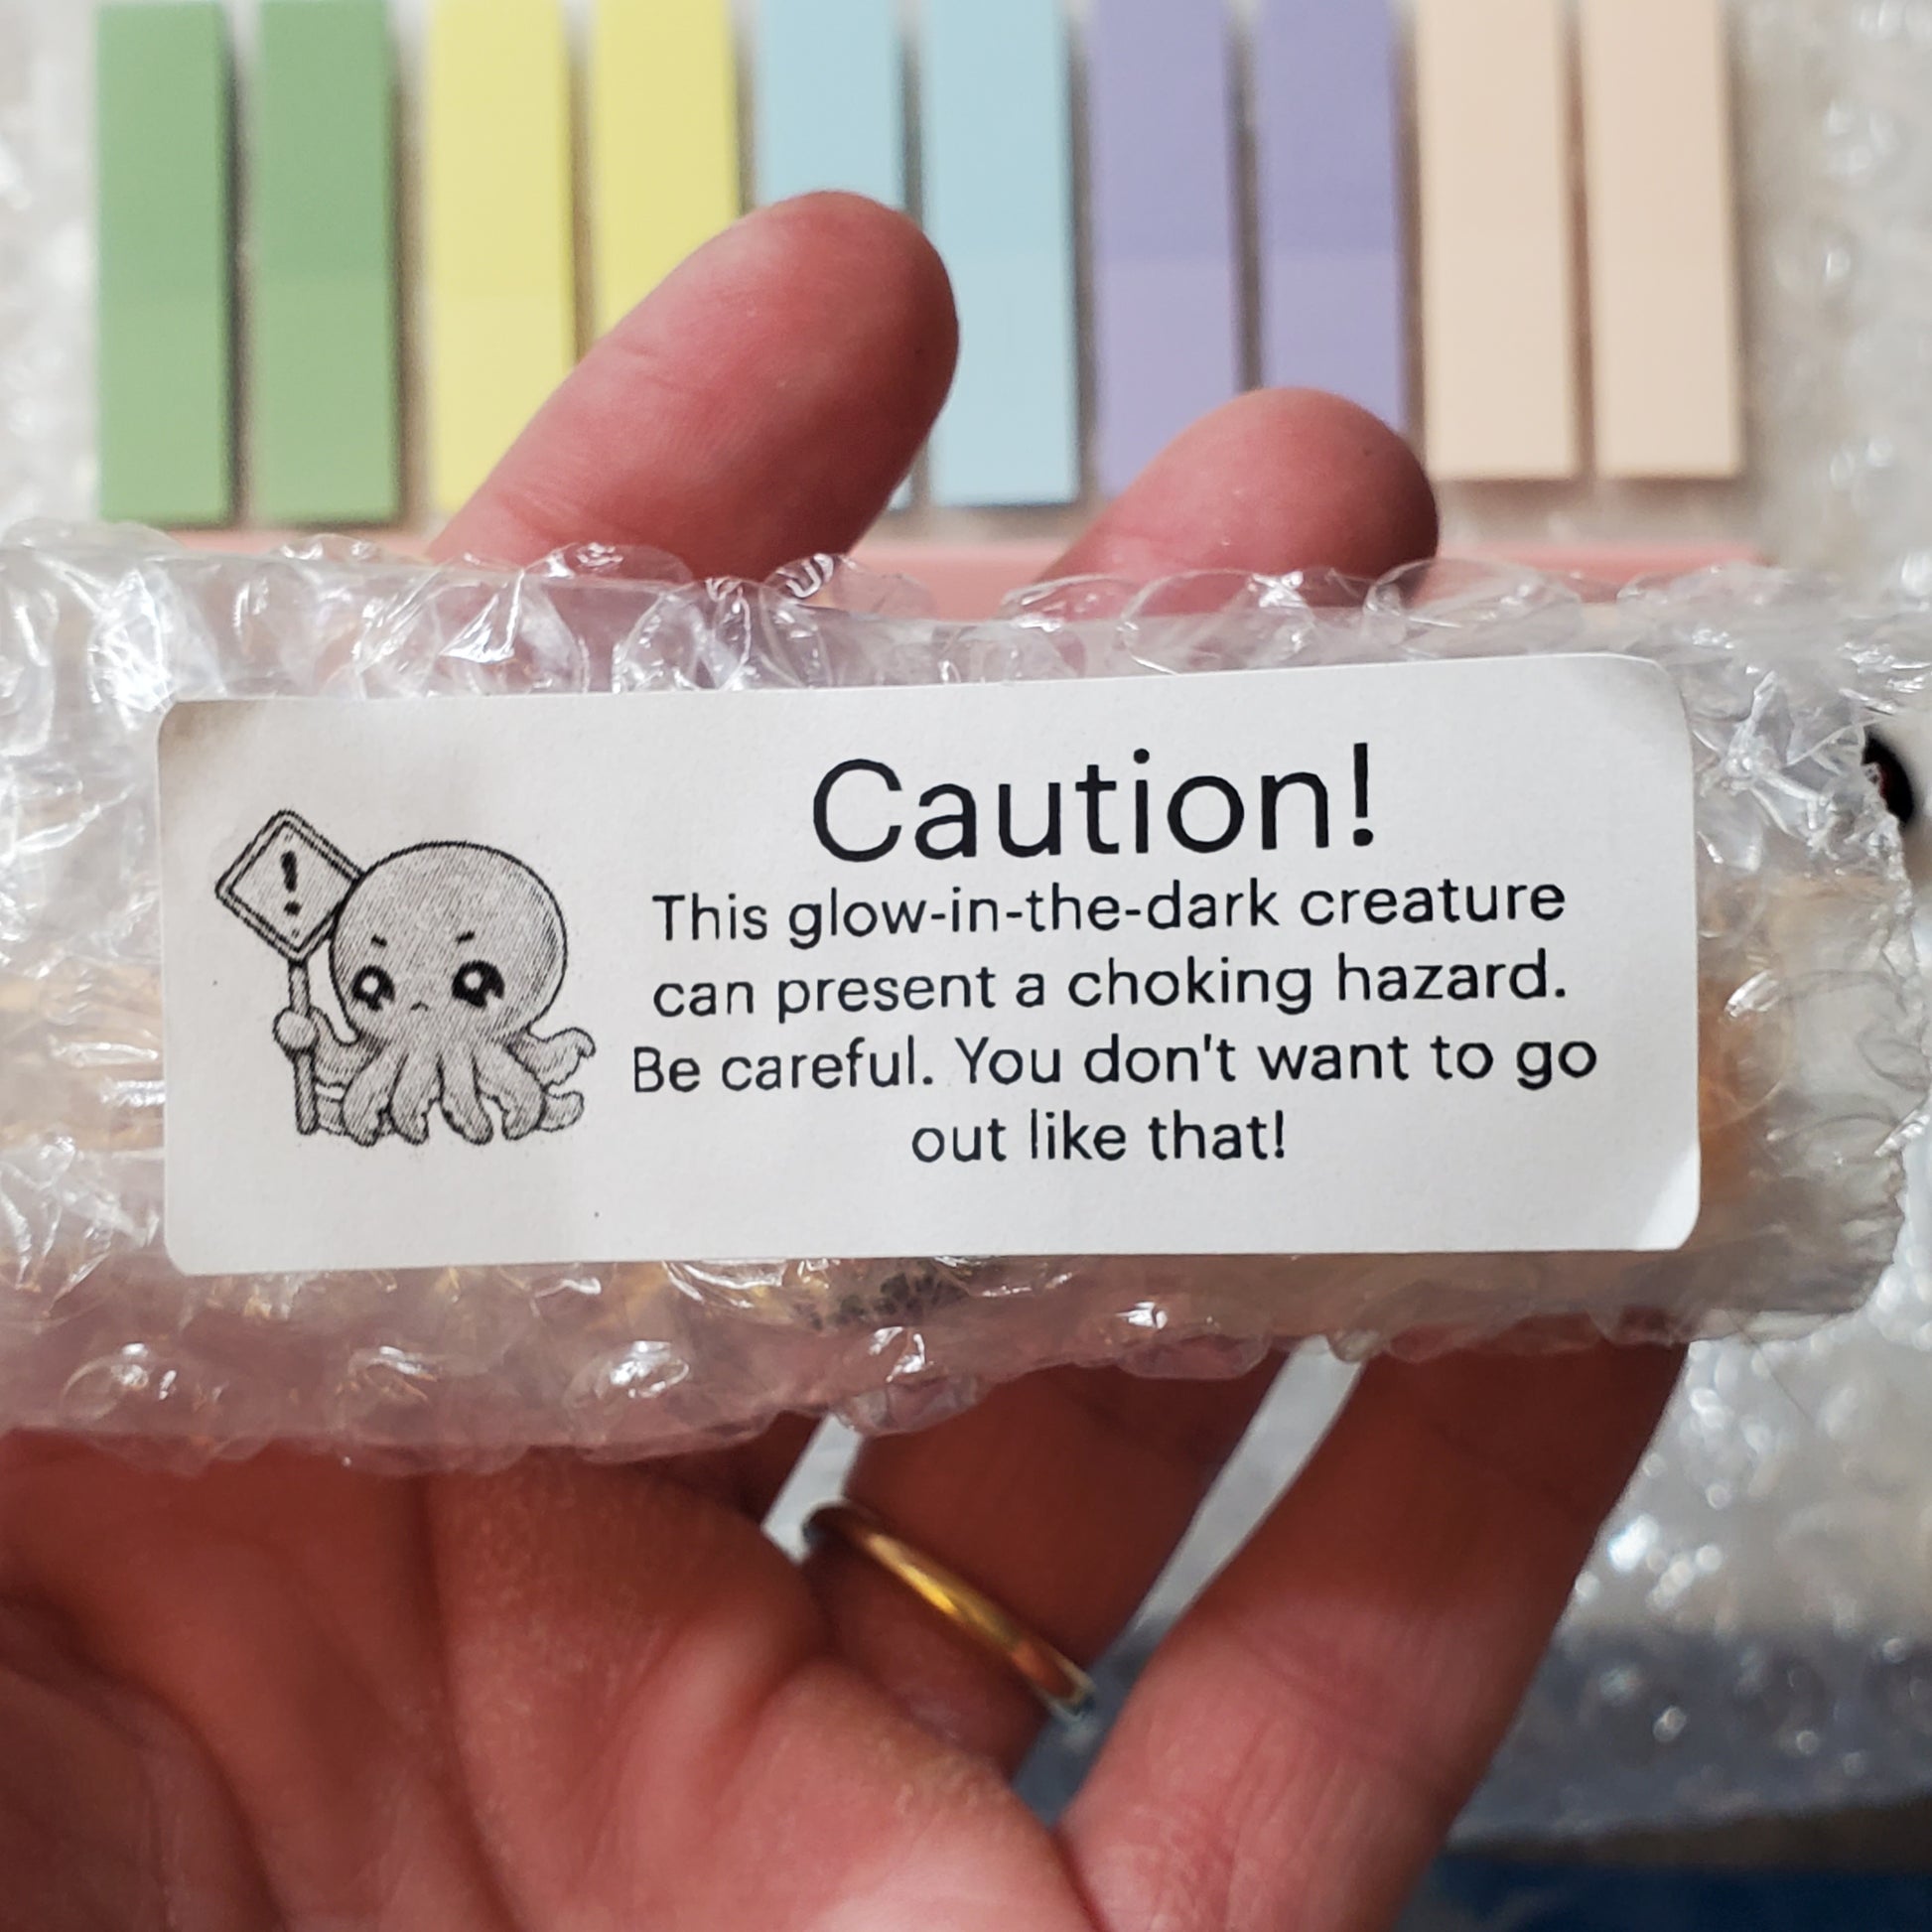 !
Caution!
This glow-in-the-dark creature
can present a choking hazard.
Be careful. You don't want to go
out like that!